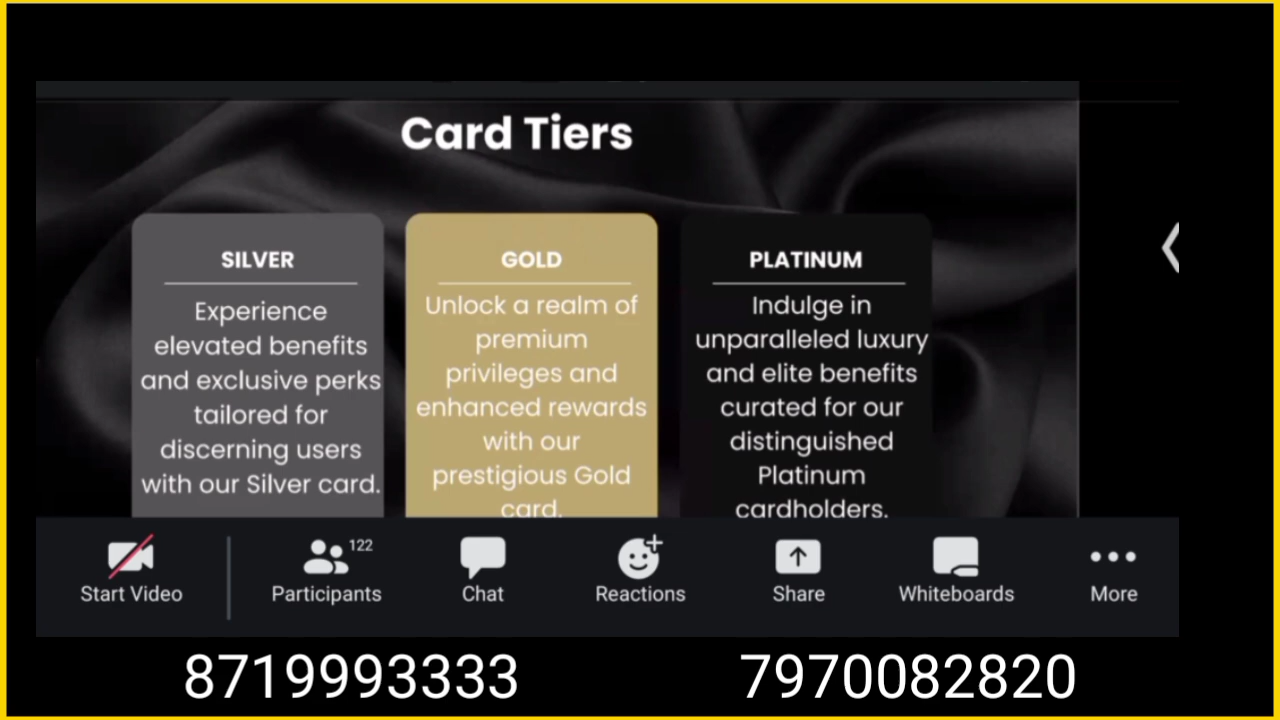 Card Tiers
SILVER
Experience
elevated benefits
and exclusive perks
tailored for
discerning users
with our Silver card.
GOLD
Unlock a realm of
premium
privileges and
enhanced rewards
with our
prestigious Gold
card.
PLATINUM
Indulge in
unparalleled luxury
and elite benefits
curated for our
distinguished
Platinum
cardholders.
Start Video
122
Participants
Chat
Reactions
Share
Whiteboards
More
8719993333
7970082820